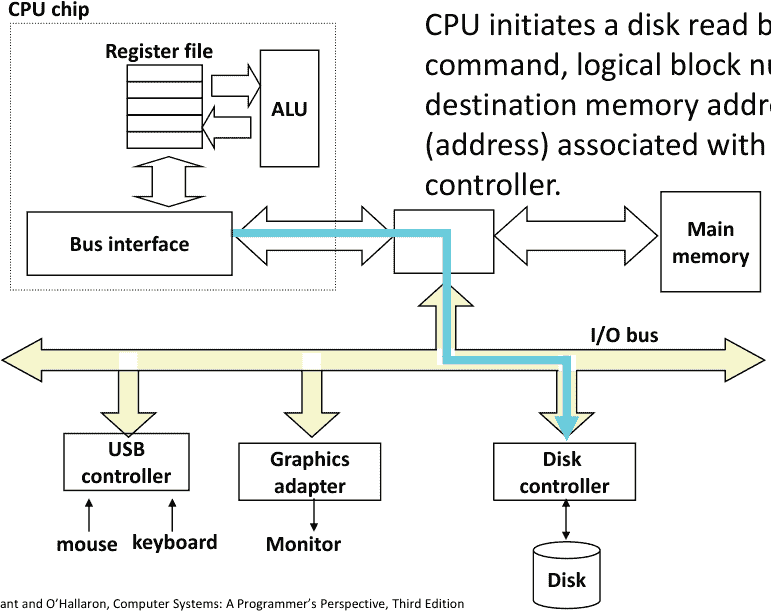 CPU chip
CPU initiates a disk read b
Register file
command, logical block nu
ALU
destination memory addre
(address) associated with
controller.
Bus interface
Main
memory
I/O bus
USB
controller
Graphics
adapter
Disk
controller
mouse
keyboard
Monitor
Disk
ant and O'Hallaron, Computer Systems: A Programmer's Perspective, Third Edition